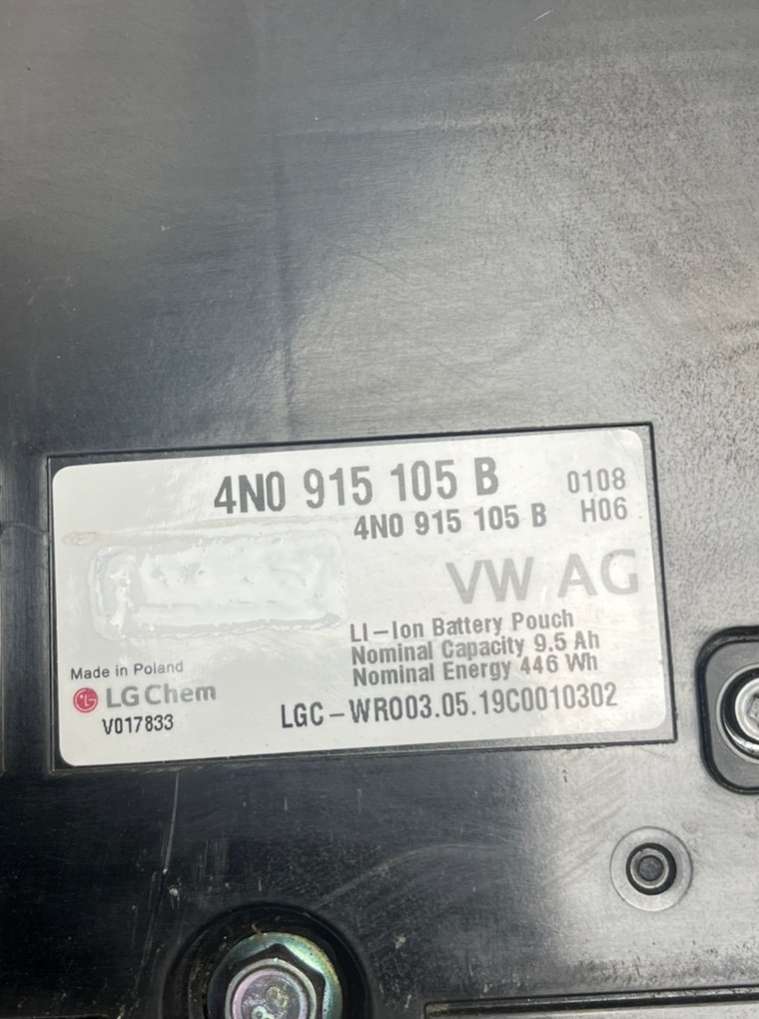 4N0 915 105 B 0108
4N0 915 105 B H06
VW AG
LI-Ion Battery Pouch
Nominal Capacity 9.5 Ah
Nominal Energy 446 Wh
Made in Poland
LG Chem
V017833
LGC-WR003.05.19C0010302